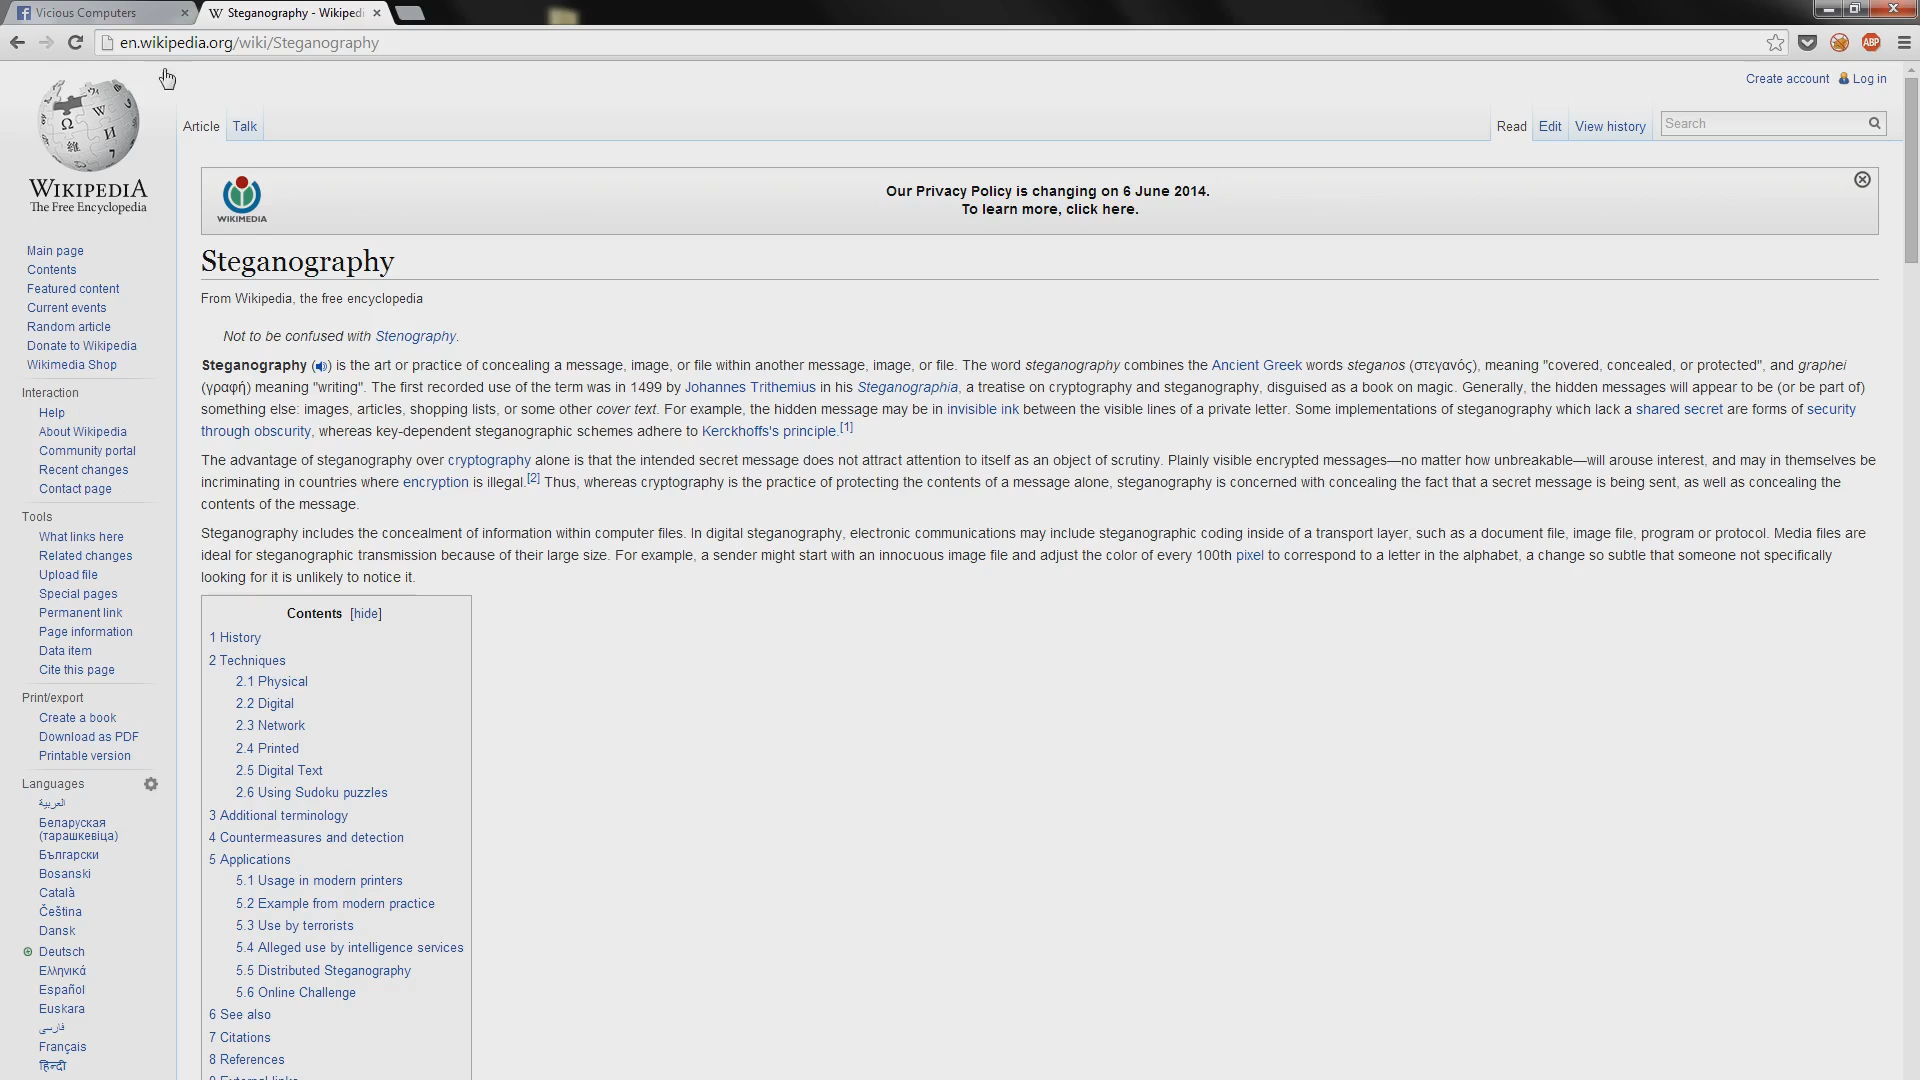 Vicious Computers
Steganography - Wikipedi
en.wikipedia.org/wiki/Steganography
ABP
Create account Log in
WIKIPEDIA
The Free Encyclopedia
Article Talk
Read Edit View history Search
WIKIMEDIA
Our Privacy Policy is changing on 6 June 2014.
To learn more, click here.
Steganography
From Wikipedia, the free encyclopedia
Not to be confused with Stenography.
Steganography ( ) is the art or practice of concealing a message, image, or file within another message, image, or file. The word steganography combines the Ancient Greek words steganos (στεγανός), meaning "covered, concealed, or protected", and graphei
(γραφή) meaning "writing". The first recorded use of the term was in 1499 by Johannes Trithemius in his Steganographia, a treatise on cryptography and steganography, disguised as a book on magic. Generally, the hidden messages will appear to be (or be part of)
something else: images, articles, shopping lists, or some other cover text. For example, the hidden message may be in invisible ink between the visible lines of a private letter. Some implementations of steganography which lack a shared secret are forms of security
through obscurity, whereas key-dependent steganographic schemes adhere to Kerckhoffs's principle.[1]
The advantage of steganography over cryptography alone is that the intended secret message does not attract attention to itself as an object of scrutiny. Plainly visible encrypted messages—no matter how unbreakable—will arouse interest, and may in themselves be
incriminating in countries where encryption is illegal.[2] Thus, whereas cryptography is the practice of protecting the contents of a message alone, steganography is concerned with concealing the fact that a secret message is being sent, as well as concealing the
contents of the message.
Steganography includes the concealment of information within computer files. In digital steganography, electronic communications may include steganographic coding inside of a transport layer, such as a document file, image file, program or protocol. Media files are
ideal for steganographic transmission because of their large size. For example, a sender might start with an innocuous image file and adjust the color of every 100th pixel to correspond to a letter in the alphabet, a change so subtle that someone not specifically
looking for it is unlikely to notice it.
Contents [hide]
1 History
2 Techniques
2.1 Physical
2.2 Digital
2.3 Network
2.4 Printed
2.5 Digital Text
2.6 Using Sudoku puzzles
3 Additional terminology
4 Countermeasures and detection
5 Applications
5.1 Usage in modern printers
5.2 Example from modern practice
5.3 Use by terrorists
5.4 Alleged use by intelligence services
5.5 Distributed Steganography
5.6 Online Challenge
6 See also
7 Citations
8 References
9 External links
Main page
Contents
Featured content
Current events
Random article
Donate to Wikipedia
Wikimedia Shop
Interaction
Help
About Wikipedia
Community portal
Recent changes
Contact page
Tools
What links here
Related changes
Upload file
Special pages
Permanent link
Page information
Data item
Cite this page
Print/export
Create a book
Download as PDF
Printable version
Languages
العربية
Беларуская
(тарашкевіца)
Български
Bosanski
Català
Čeština
Dansk
Deutsch
Ελληνικά
Español
Euskara
فارسی
Français
हिन्दी